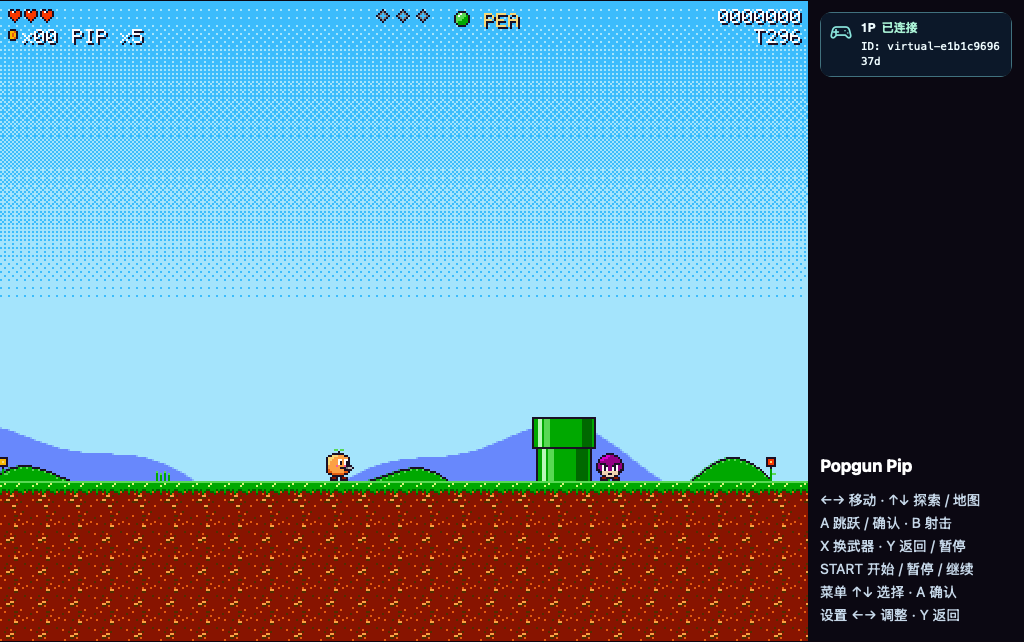 PEA
0000000
x00 PIP x5
T296
1P 已连接
ID: virtual-e1b1c9696
37d
Popgun Pip
←→ 移动 · ↑↓ 探索 / 地图
A 跳跃 / 确认 · B 射击
X 换武器 · Y 返回 / 暂停
START 开始 / 暂停 / 继续
菜单 ↑↓ 选择 · A 确认
设置 ←→ 调整 · Y 返回